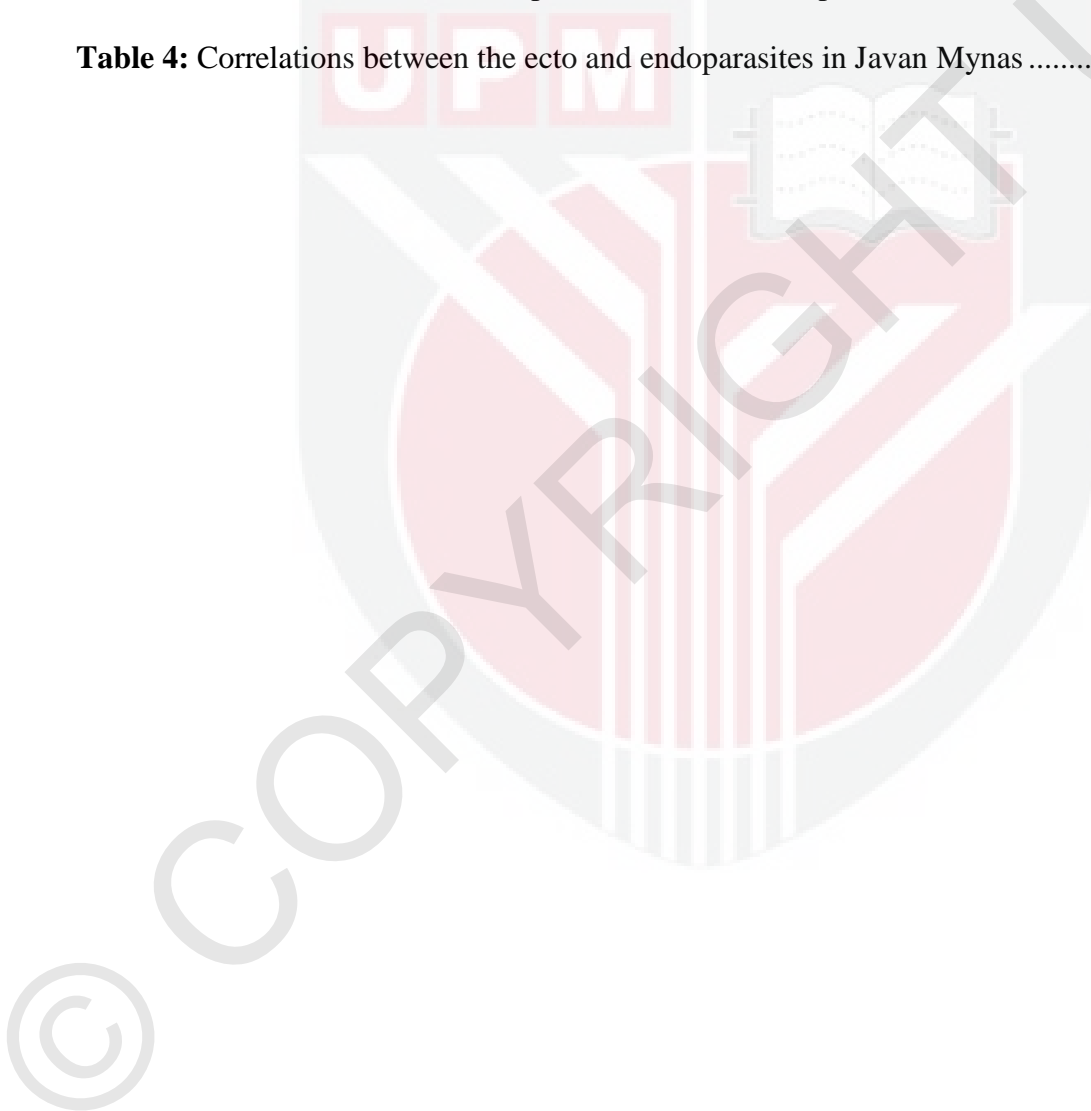 Table 4: Correlations between the ecto and endoparasites in Javan Mynas ........
UPM
© COPYRIGHT